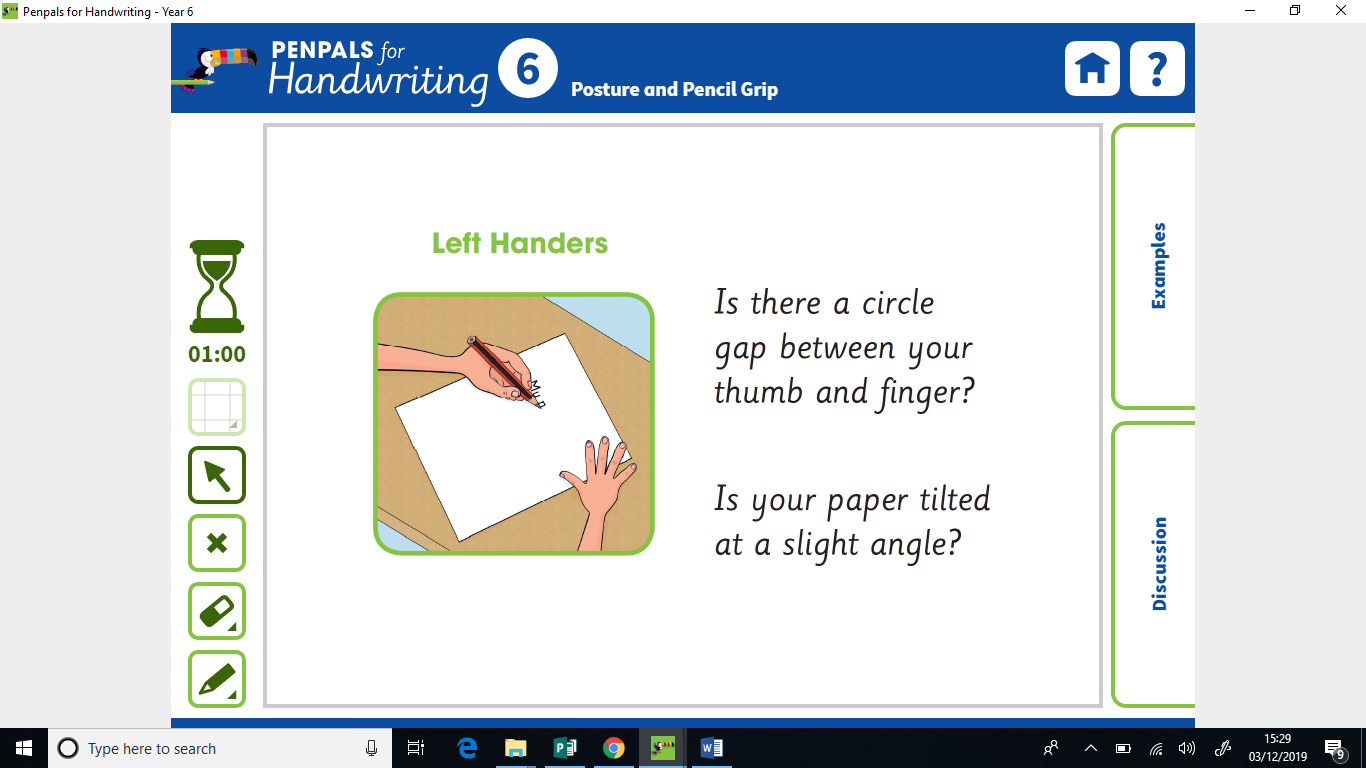 Penpals for Handwriting - Year 6
PENPALS for
Handwriting
6
Posture and Pencil Grip
?
Left Handers
Is there a circle
gap between your
thumb and finger?
Is your paper tilted
at a slight angle?
01:00
Examples
Discussion
Type here to search
15:29
03/12/2019
9